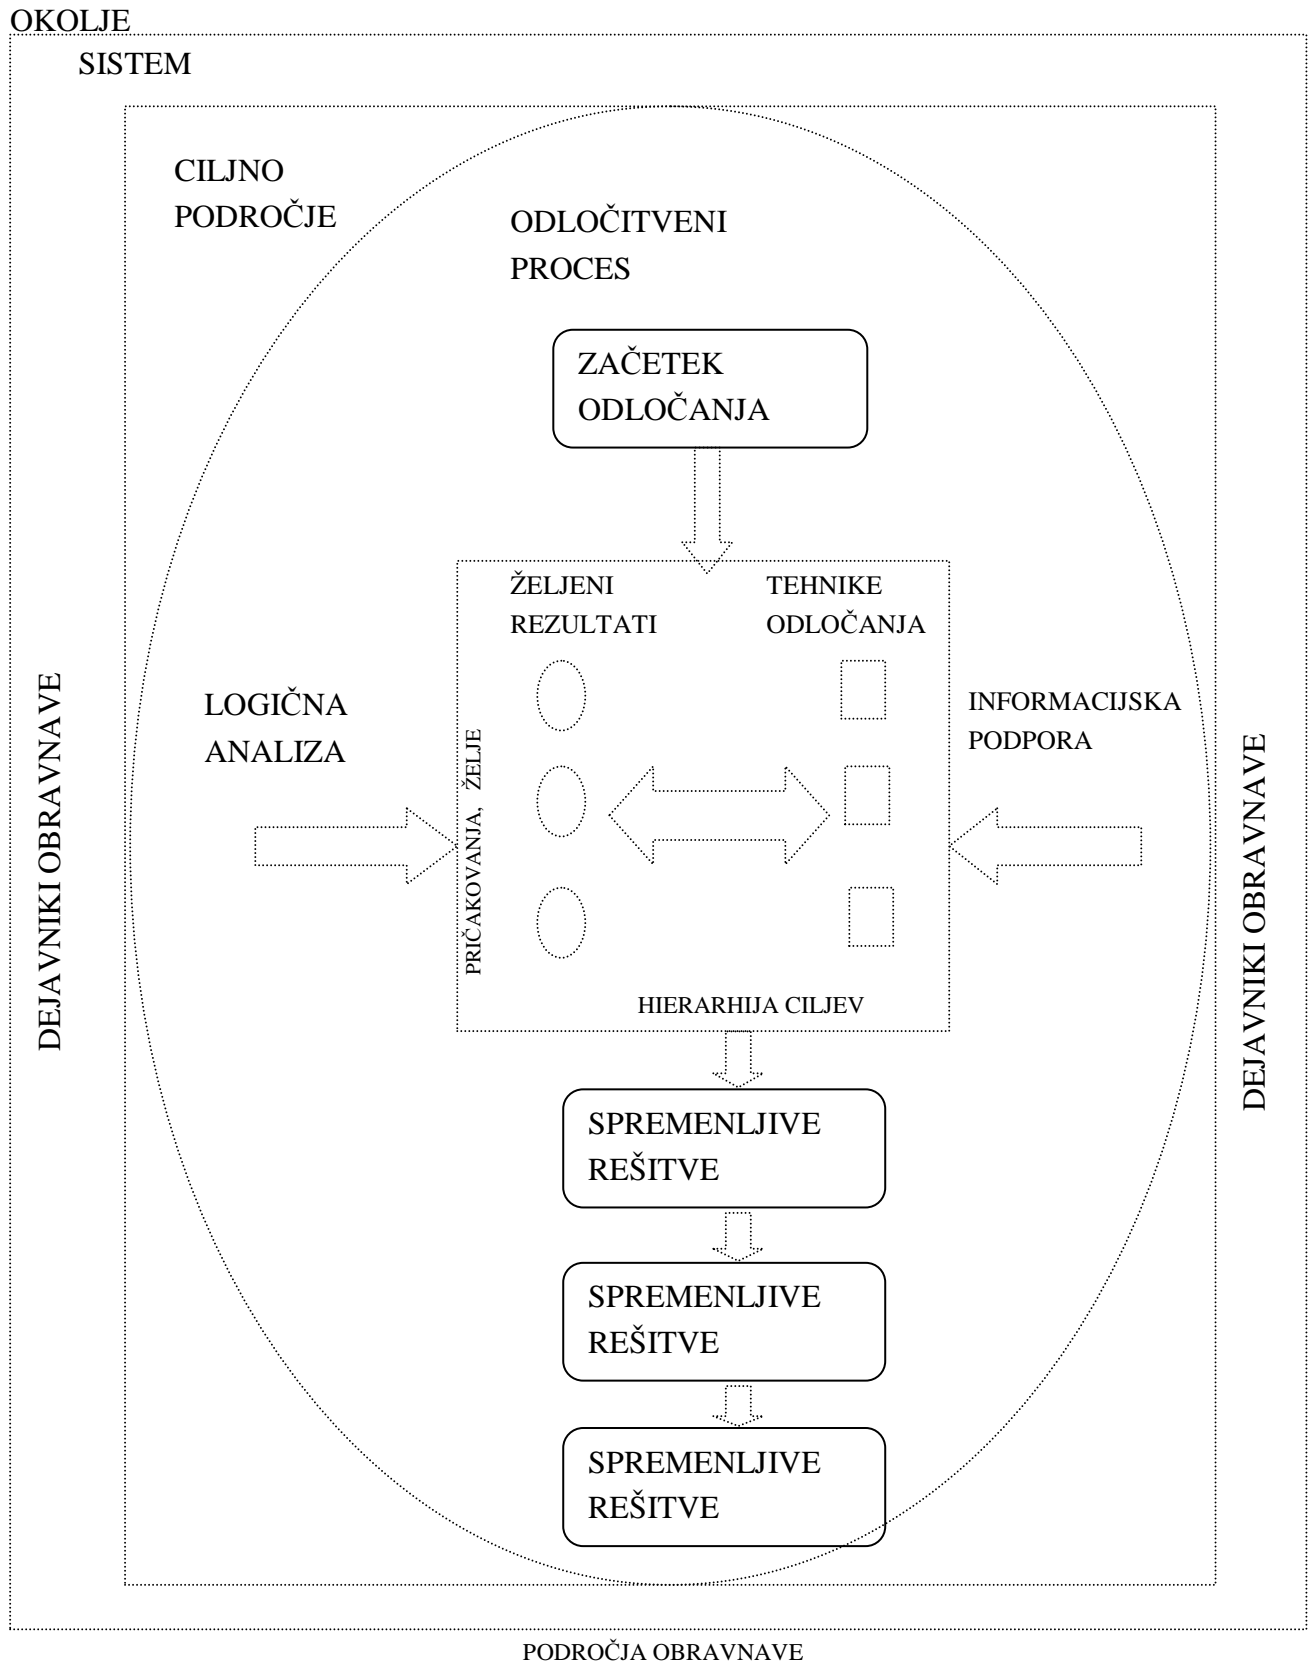 OKOLJE
SISTEM
CILJNO
PODROČJE
ODLOČITVENI
PROCES
ZAČETEK
ODLOČANJA
ŽELJENI
REZULTATI
TEHNIKE
ODLOČANJA
DEJAVNIKI OBRAVNAVE
LOGIČNA
ANALIZA
PRIČAKOVANJA, ŽELJE
INFORMACIJSKA
PODPORA
DEJAVNIKI OBRAVNAVE
HIERARHIJA CILJEV
SPREMENLJIVE
REŠITVE
SPREMENLJIVE
REŠITVE
SPREMENLJIVE
REŠITVE
PODROČJA OBRAVNAVE